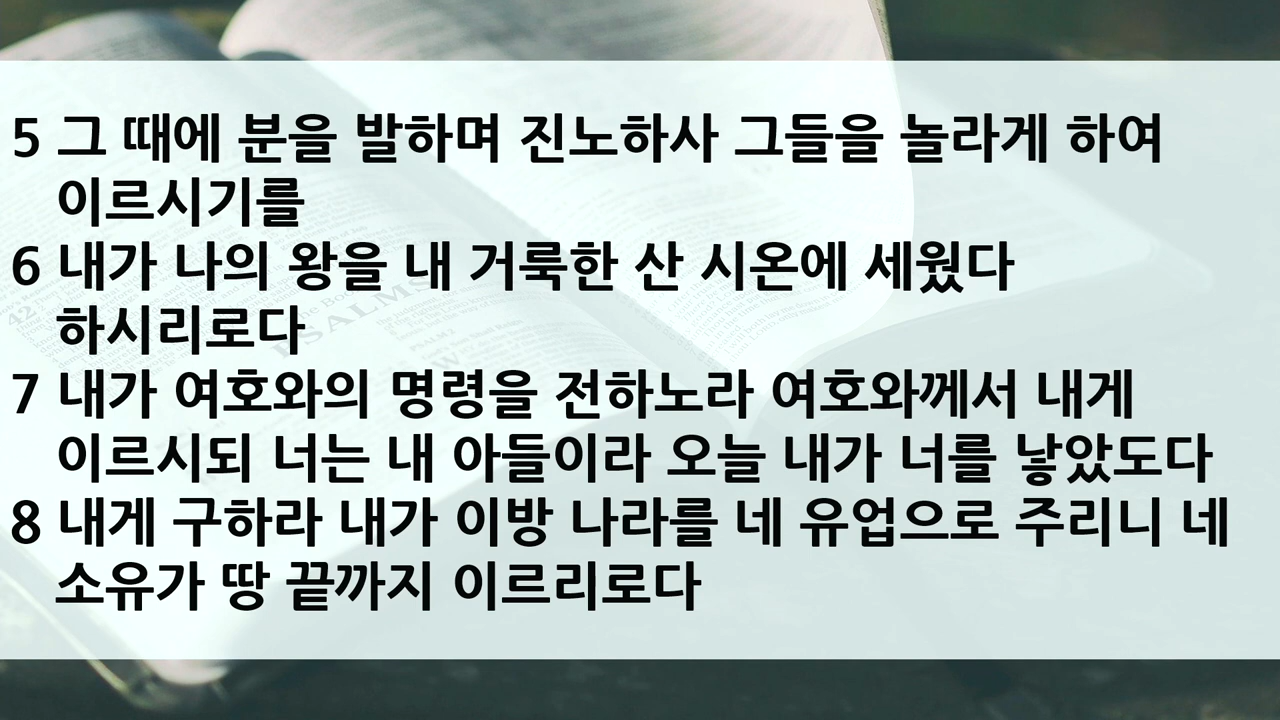 5 그 때에 분을 발하며 진노하사 그들을 놀라게 하여
이르시기를
6 내가 나의 왕을 내 거룩한 산 시온에 세웠다
하시리로다
7 내가 여호와의 명령을 전하노라 여호와께서 내게
이르시되 너는 내 아들이라 오늘 내가 너를 낳았도다
8 내게 구하라 내가 이방 나라를 네 유업으로 주리니 네
소유가 땅 끝까지 이르리로다
PSALMS